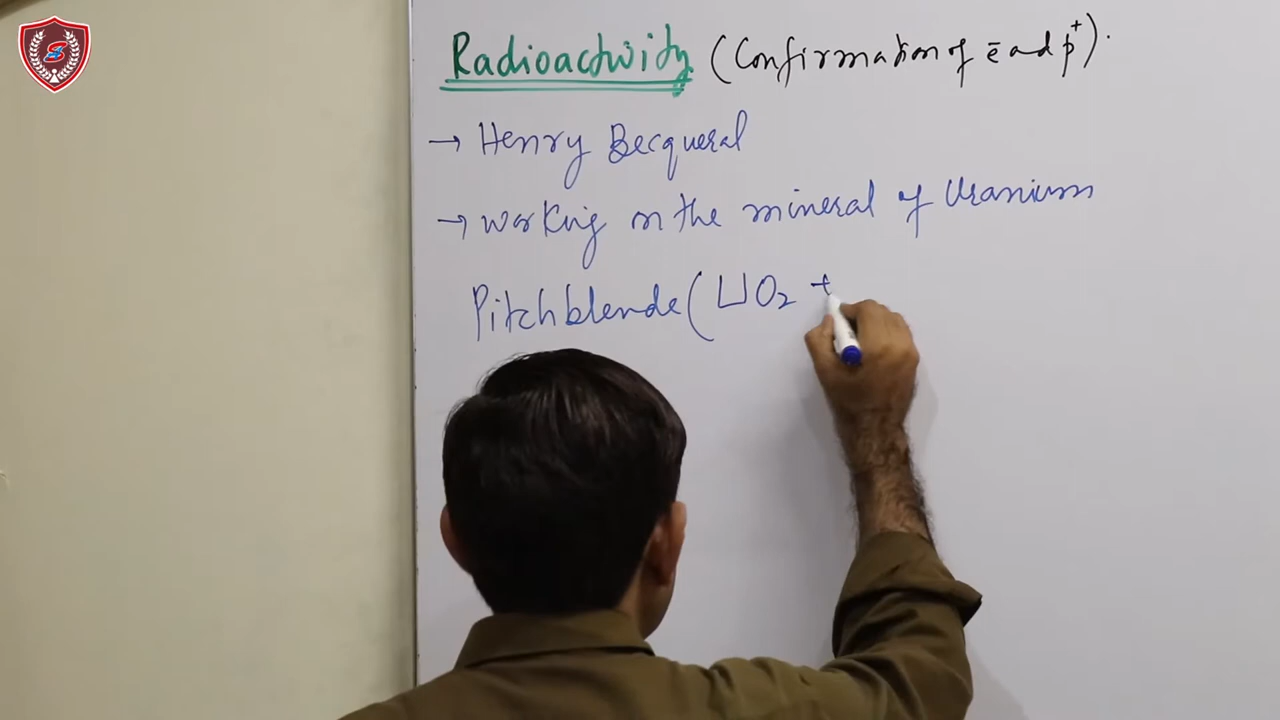 Radioactivity (Confirmation of ē and p⁺).
→ Henry Becqueral
→ working on the mineral of Uranium
Pitchblende (UO₂ +